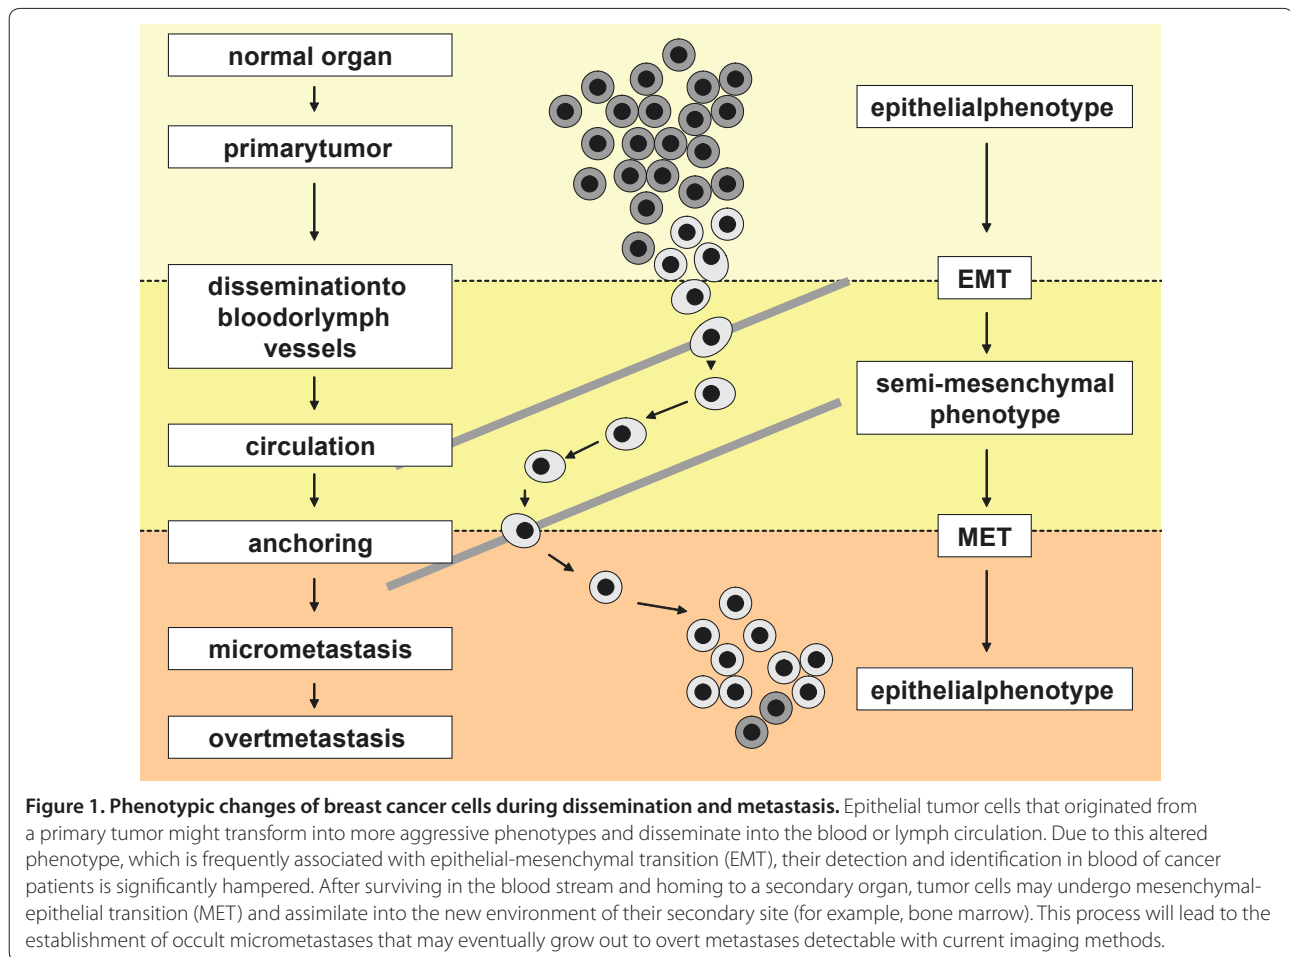 normal organ
primarytumor
disseminationto
bloodorlymph
vessels
circulation
anchoring
micrometastasis
overtmetastasis
epithelialphenotype
EMT
semi-mesenchymal
phenotype
MET
epithelialphenotype
Figure 1. Phenotypic changes of breast cancer cells during dissemination and metastasis. Epithelial tumor cells that originated from
a primary tumor might transform into more aggressive phenotypes and disseminate into the blood or lymph circulation. Due to this altered
phenotype, which is frequently associated with epithelial-mesenchymal transition (EMT), their detection and identification in blood of cancer
patients is significantly hampered. After surviving in the blood stream and homing to a secondary organ, tumor cells may undergo mesenchymal-
epithelial transition (MET) and assimilate into the new environment of their secondary site (for example, bone marrow). This process will lead to the
establishment of occult micrometastases that may eventually grow out to overt metastases detectable with current imaging methods.